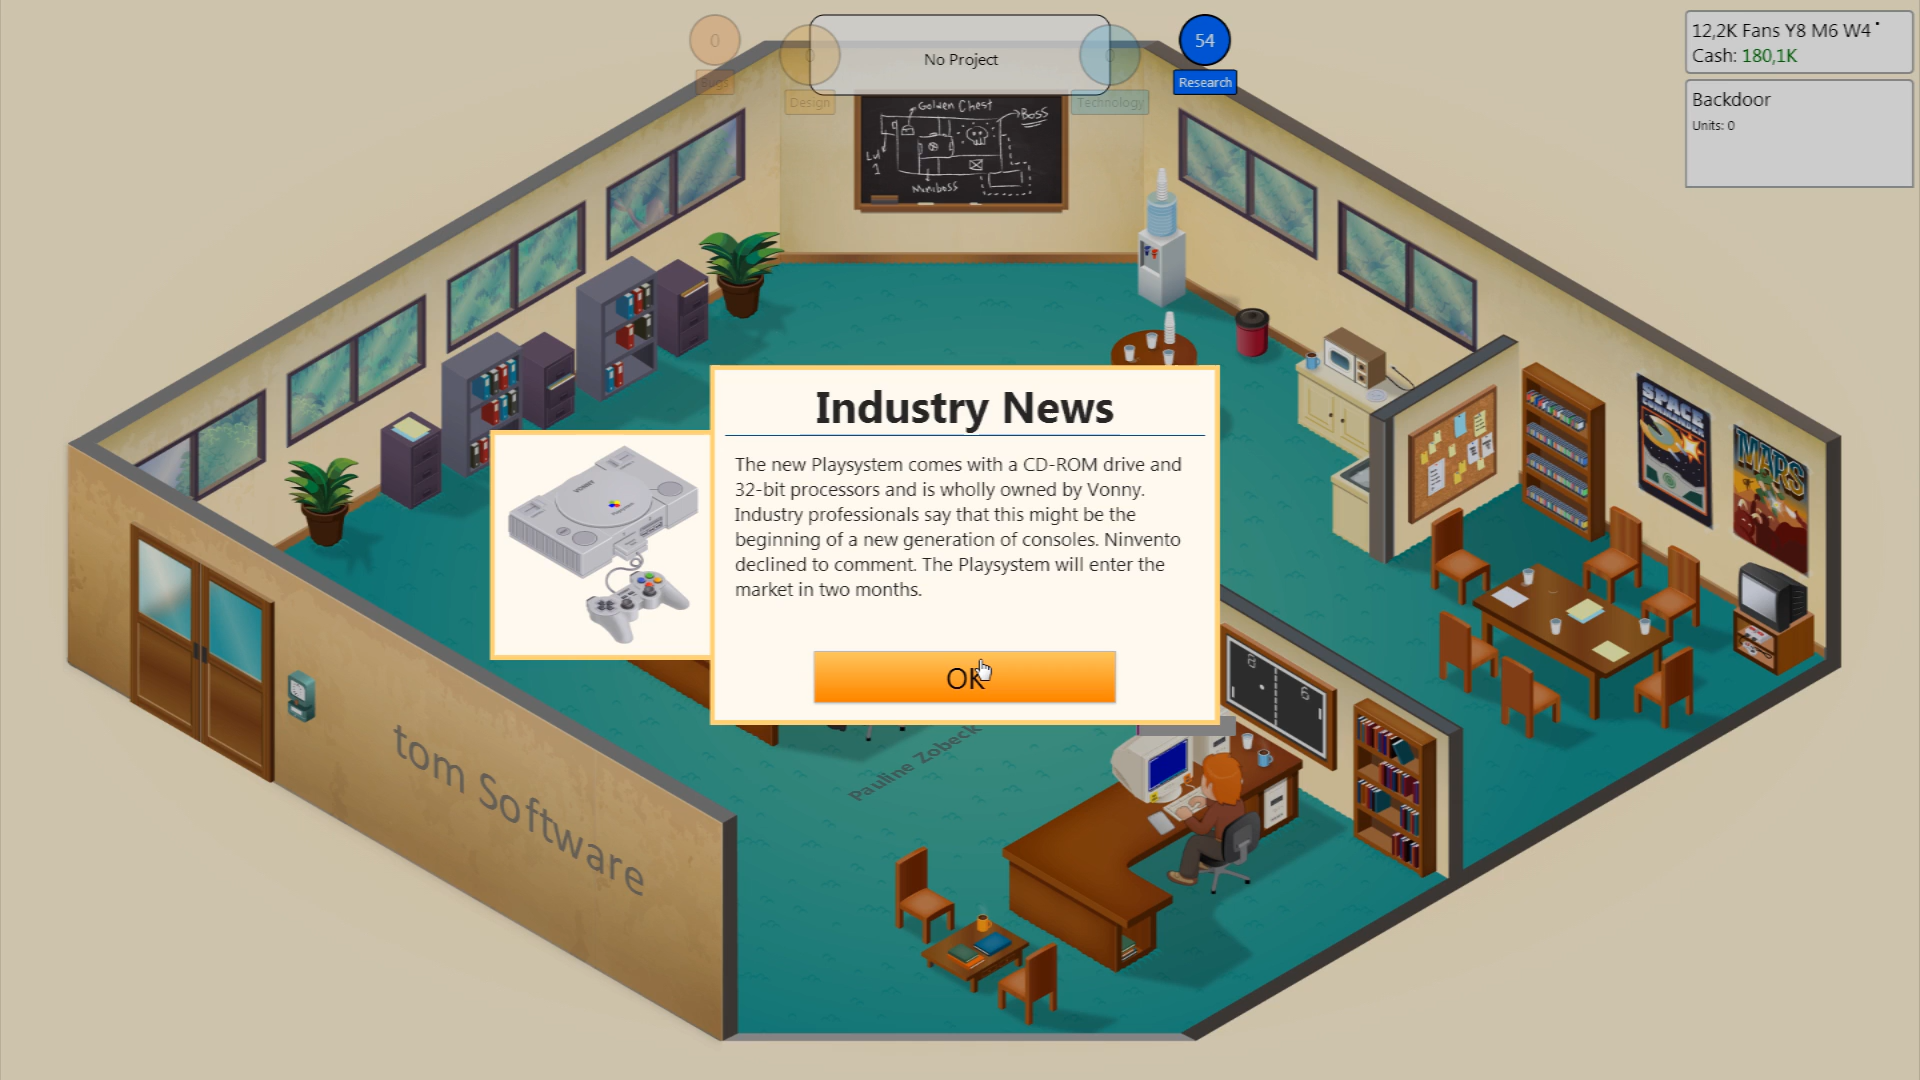 0
No Project
0
54
12,2K Fans Y8 M6 W4
Cash: 180,1K
Bugs
Design
Technology
Research
Backdoor
Units: 0
Golden Chest
Boss
Lvl
1
Miniboss
SPACE
MARS
Industry News
The new Playsystem comes with a CD-ROM drive and
32-bit processors and is wholly owned by Vonny.
Industry professionals say that this might be the
beginning of a new generation of consoles. Ninvento
declined to comment. The Playsystem will enter the
market in two months.
VONNY
OK
6
tom Software
Pauline Zobeck